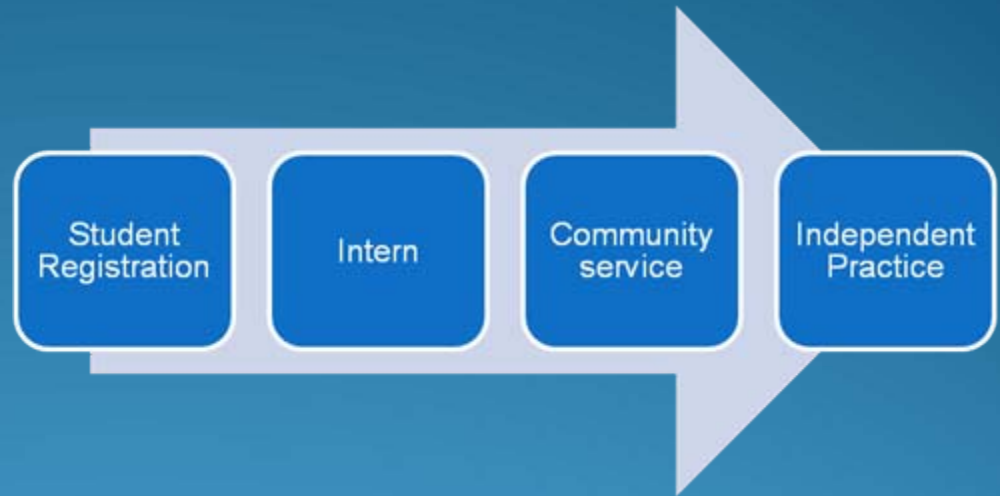 Student
Registration
Intern
Community
service
Independent
Practice